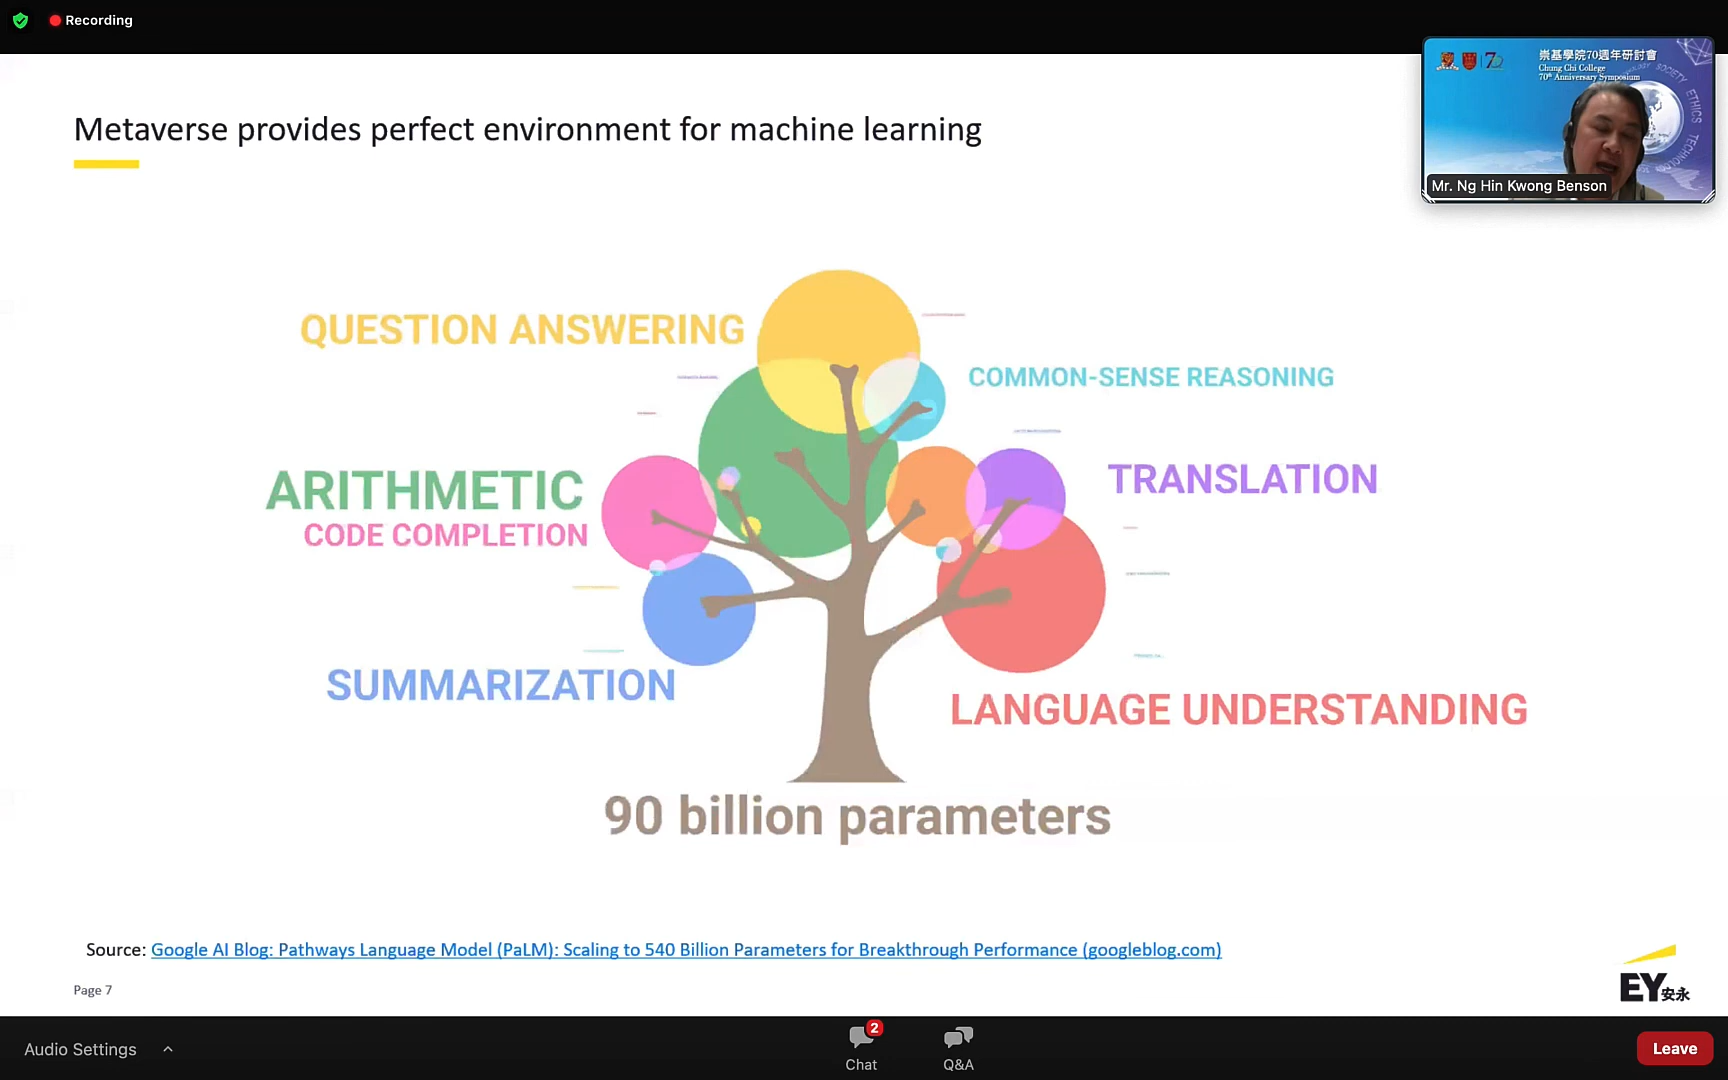 Recording
崇基學院70週年研討會
Chung Chi College
70th Anniversary Symposium
SOCIETY ETHICS
Mr. Ng Hin Kwong Benson
Metaverse provides perfect environment for machine learning
QUESTION ANSWERING
COMMON-SENSE REASONING
ARITHMETIC
TRANSLATION
CODE COMPLETION
SUMMARIZATION
LANGUAGE UNDERSTANDING
90 billion parameters
Source: Google AI Blog: Pathways Language Model (PaLM): Scaling to 540 Billion Parameters for Breakthrough Performance (googleblog.com)
Page 7
EY安永
Audio Settings
2
Chat
Q&A
Leave